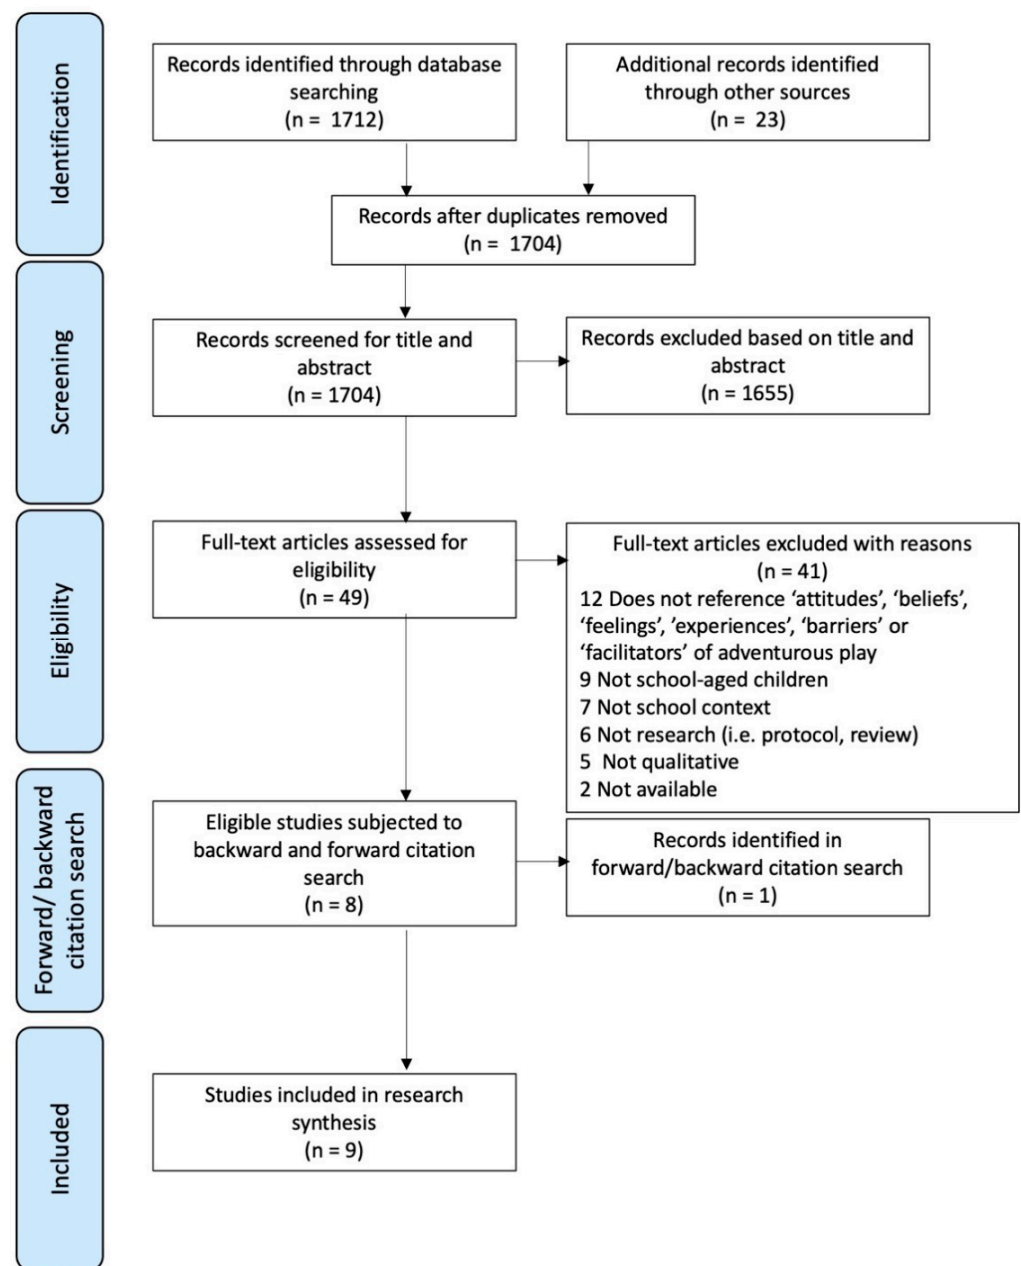 Identification
Records identified through database
searching
(n = 1712)
Additional records identified
through other sources
(n = 23)
Records after duplicates removed
(n = 1704)
Screening
Records screened for title and
abstract
(n = 1704)
Records excluded based on title and
abstract
(n = 1655)
Eligibility
Full-text articles assessed for
eligibility
(n = 49)
Full-text articles excluded with reasons
(n = 41)
12 Does not reference ‘attitudes’, ‘beliefs’,
‘feelings’, ’experiences’, ‘barriers’ or
‘facilitators’ of adventurous play
9 Not school-aged children
7 Not school context
6 Not research (i.e. protocol, review)
5 Not qualitative
2 Not available
Forward/ backward
citation search
Eligible studies subjected to
backward and forward citation
search
(n = 8)
Records identified in
forward/backward citation search
(n = 1)
Included
Studies included in research
synthesis
(n = 9)